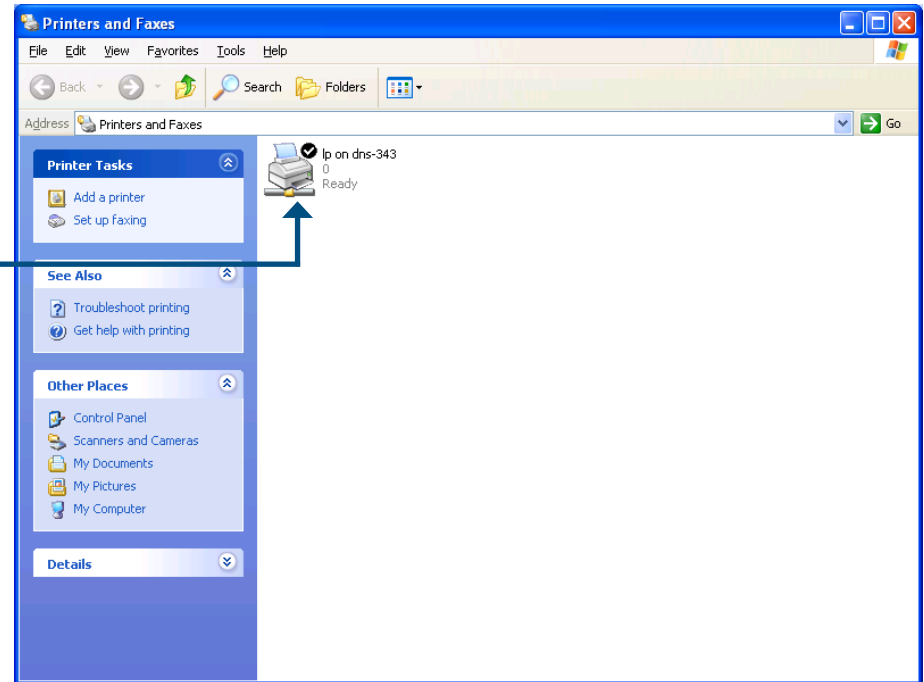 Printers and Faxes
File Edit View Favorites Tools Help
Back Search Folders
Address Printers and Faxes Go
Printer Tasks
Add a printer
Set up faxing
See Also
Troubleshoot printing
Get help with printing
Other Places
Control Panel
Scanners and Cameras
My Documents
My Pictures
My Computer
Details
lp on dns-343
0
Ready